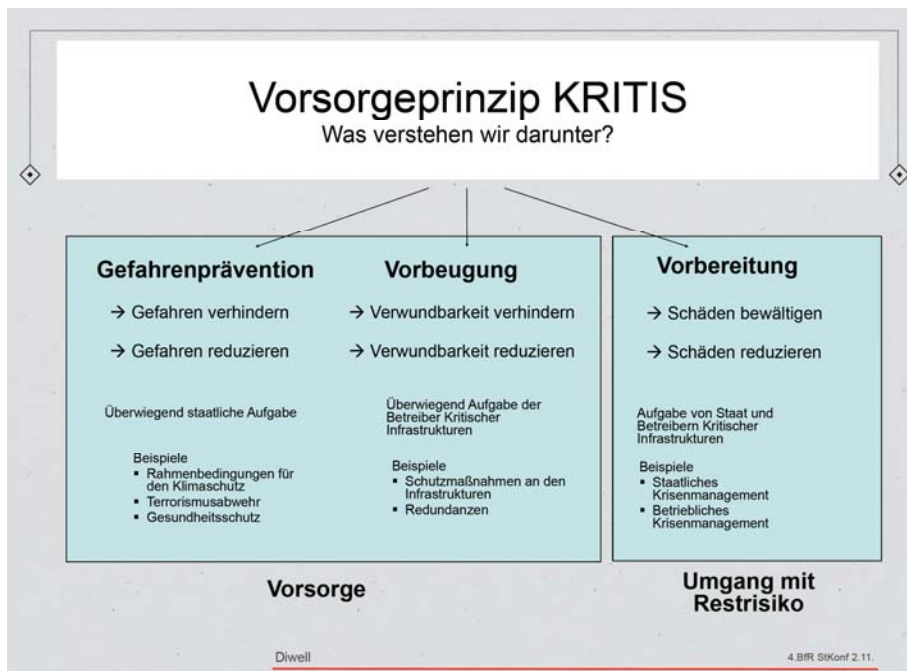 Vorsorgeprinzip KRITIS
Was verstehen wir darunter?
Gefahrenprävention
→ Gefahren verhindern
→ Gefahren reduzieren
Überwiegend staatliche Aufgabe
Beispiele
▪ Rahmenbedingungen für
den Klimaschutz
▪ Terrorismusabwehr
▪ Gesundheitsschutz
Vorbeugung
→ Verwundbarkeit verhindern
→ Verwundbarkeit reduzieren
Überwiegend Aufgabe der
Betreiber Kritischer
Infrastrukturen
Beispiele
▪ Schutzmaßnahmen an den
Infrastrukturen
▪ Redundanzen
Vorsorge
Vorbereitung
→ Schäden bewältigen
→ Schäden reduzieren
Aufgabe von Staat und
Betreibern Kritischer
Infrastrukturen
Beispiele
▪ Staatliches
Krisenmanagement
▪ Betriebliches
Krisenmanagement
Umgang mit
Restrisiko
Diwell
4.BfR StKonf 2.11.